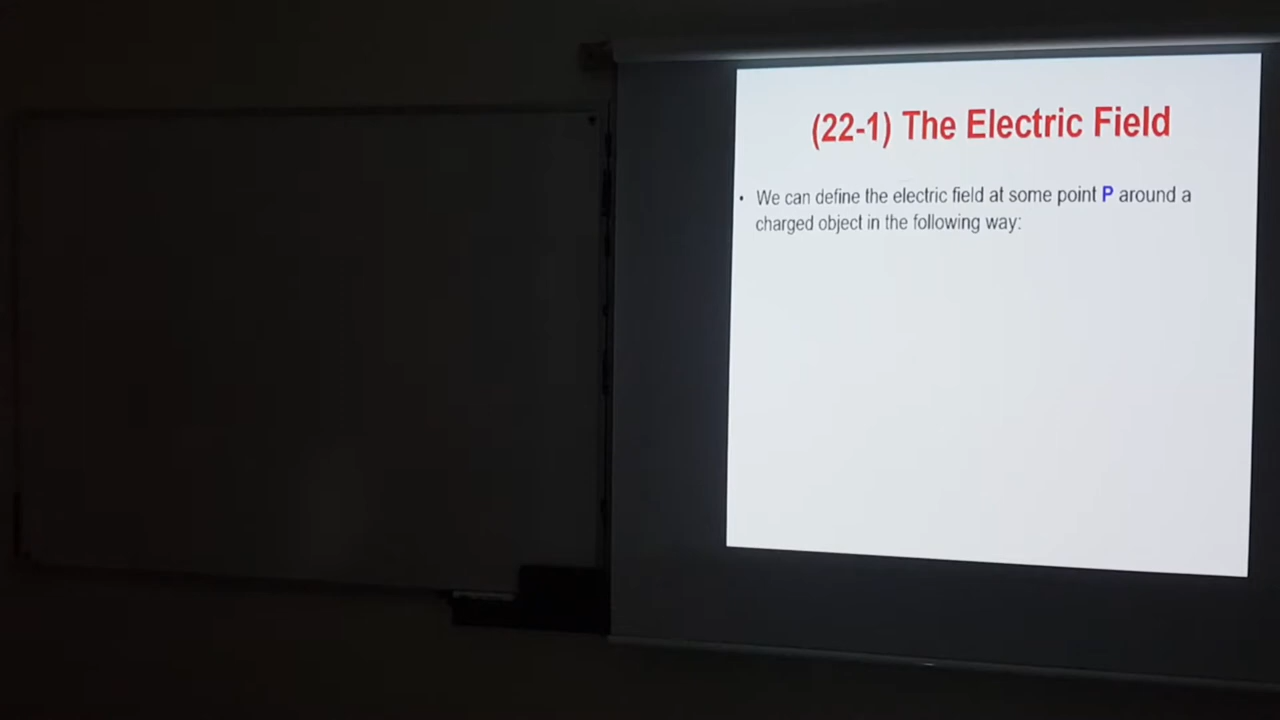 (22-1) The Electric Field
• We can define the electric field at some point P around a
charged object in the following way: